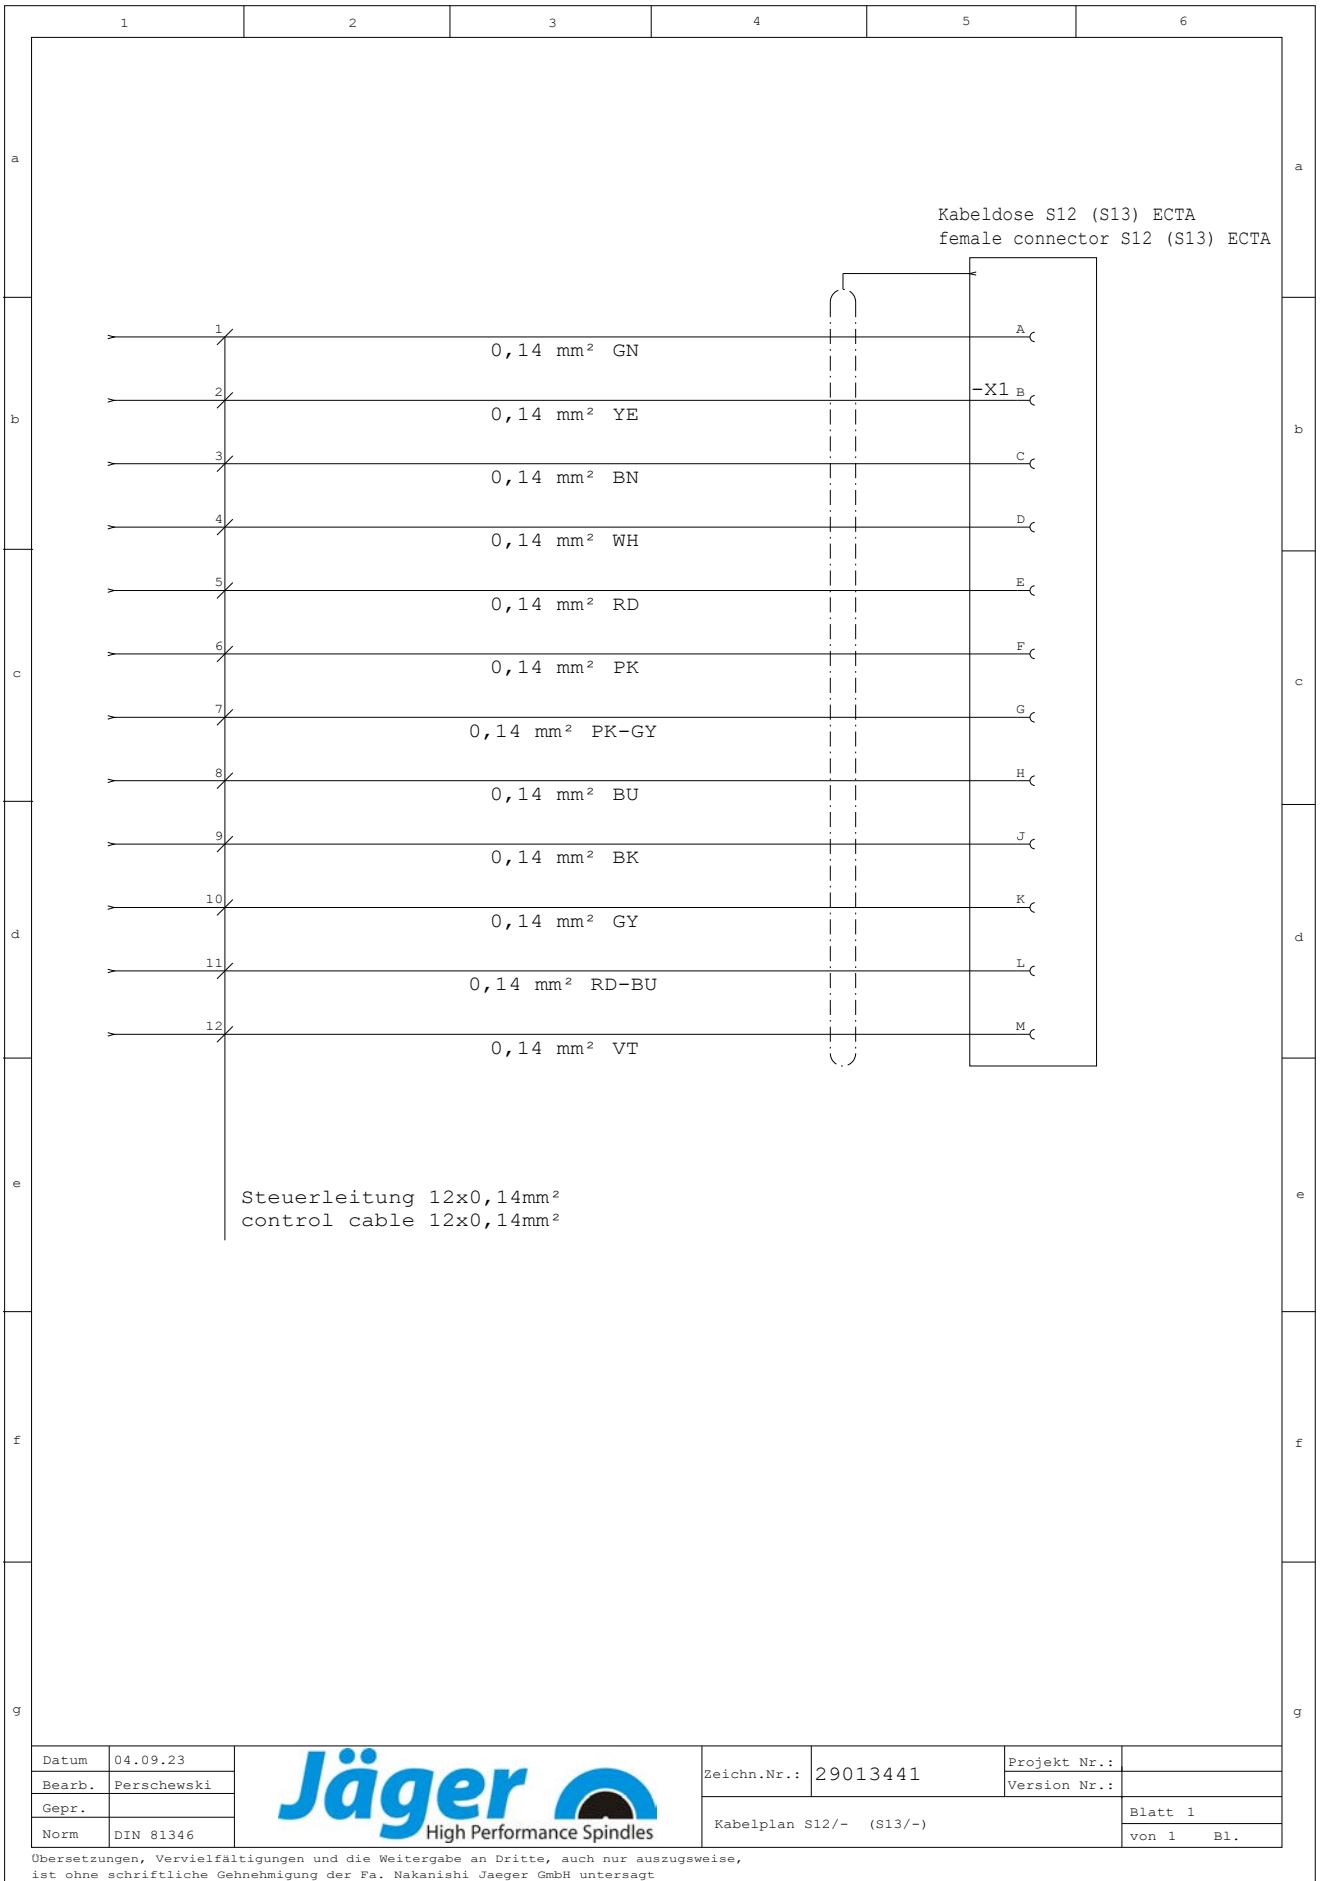 1 2 3 4 5 6
a a
Kabeldose S12 (S13) ECTA
female connector S12 (S13) ECTA
1 A
0,14 mm² GN
-X1
2 B
0,14 mm² YE
b b
3 C
0,14 mm² BN
4 D
0,14 mm² WH
5 E
0,14 mm² RD
6 F
0,14 mm² PK
c c
7 G
0,14 mm² PK-GY
8 H
0,14 mm² BU
9 J
0,14 mm² BK
10 K
0,14 mm² GY
d d
11 L
0,14 mm² RD-BU
12 M
0,14 mm² VT
e e
Steuerleitung 12x0,14mm²
control cable 12x0,14mm²
f f
g g
Datum 04.09.23
Bearb. Perschewski
Gepr.
Norm DIN 81346
Jäger
High Performance Spindles
Zeichn.Nr.: 29013441
Projekt Nr.:
Version Nr.:
Kabelplan S12/- (S13/-)
Blatt 1
von 1 Bl.
Übersetzungen, Vervielfältigungen und die Weitergabe an Dritte, auch nur auszugsweise,
ist ohne schriftliche Gehnehmigung der Fa. Nakanishi Jaeger GmbH untersagt